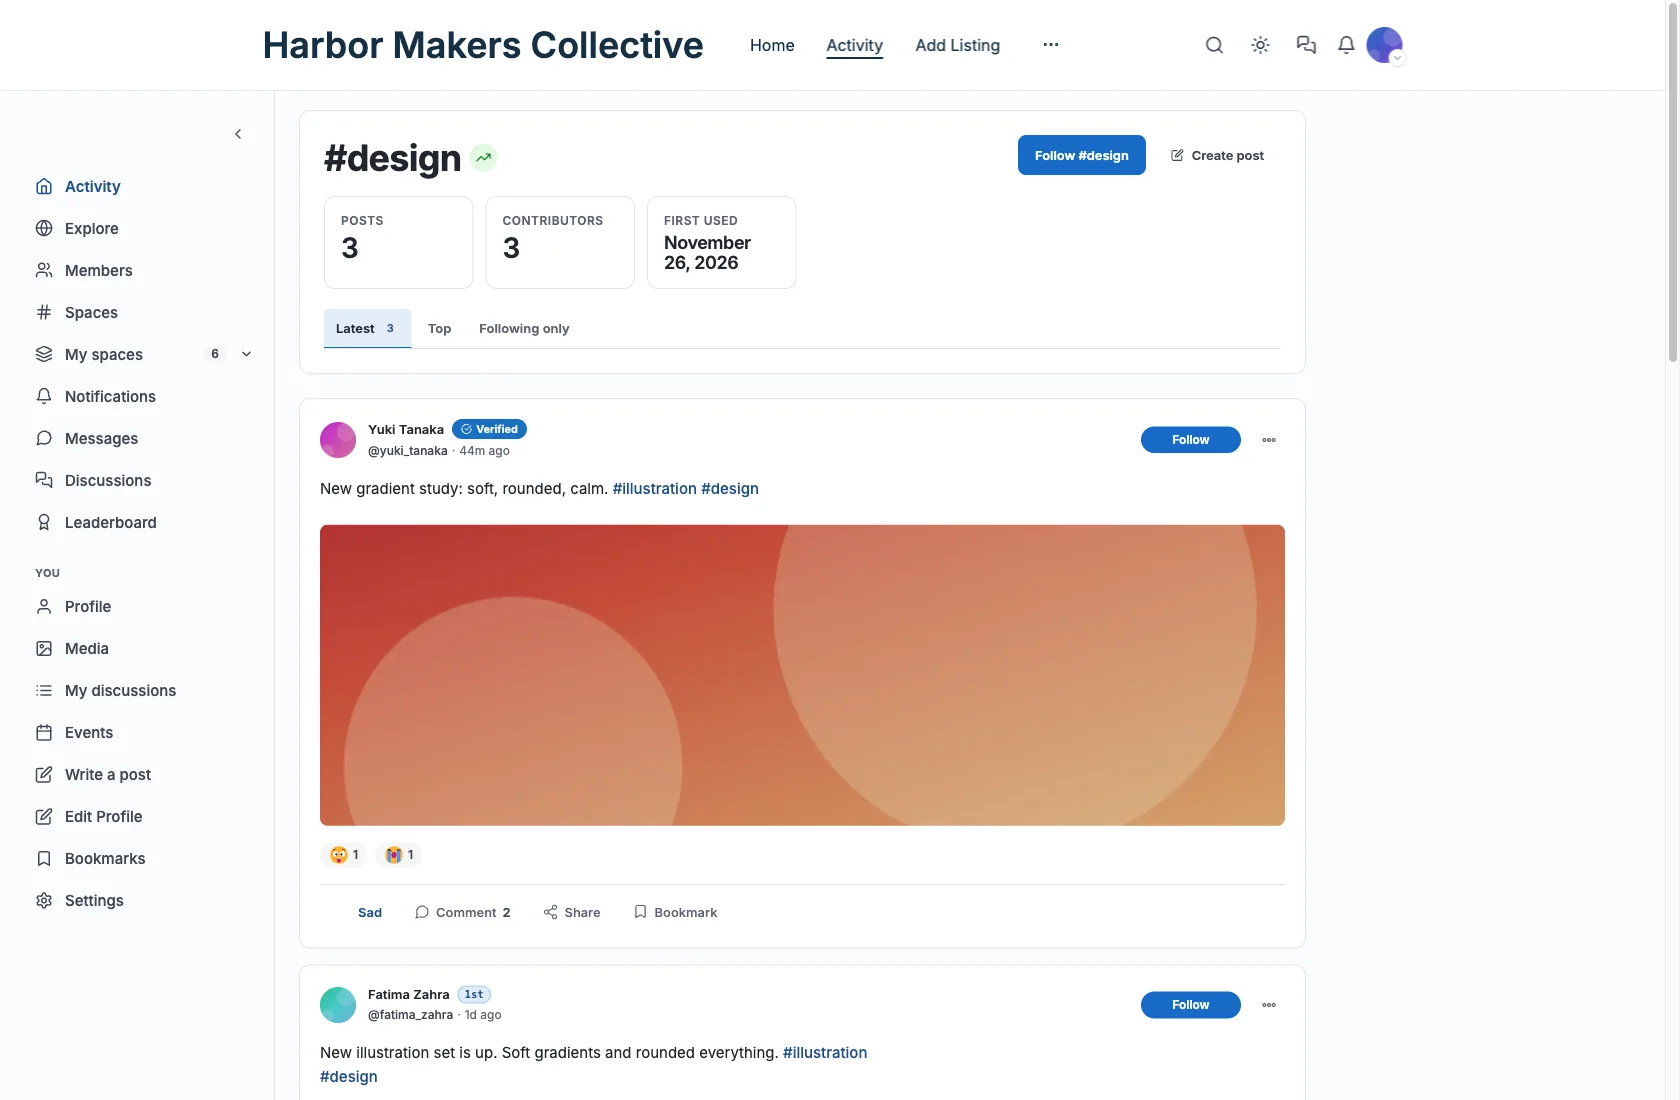 Harbor Makers Collective
Home
Activity
Add Listing
Activity
Explore
Members
Spaces
My spaces 6
Notifications
Messages
Discussions
Leaderboard
YOU
Profile
Media
My discussions
Events
Write a post
Edit Profile
Bookmarks
Settings
#design
Follow #design
Create post
POSTS
3
CONTRIBUTORS
3
FIRST USED
November
26, 2026
Latest 3
Top
Following only
Yuki Tanaka Verified
@yuki_tanaka · 44m ago
Follow
New gradient study: soft, rounded, calm. #illustration #design
1
1
Sad
Comment 2
Share
Bookmark
Fatima Zahra 1st
@fatima_zahra · 1d ago
Follow
New illustration set is up. Soft gradients and rounded everything. #illustration
#design